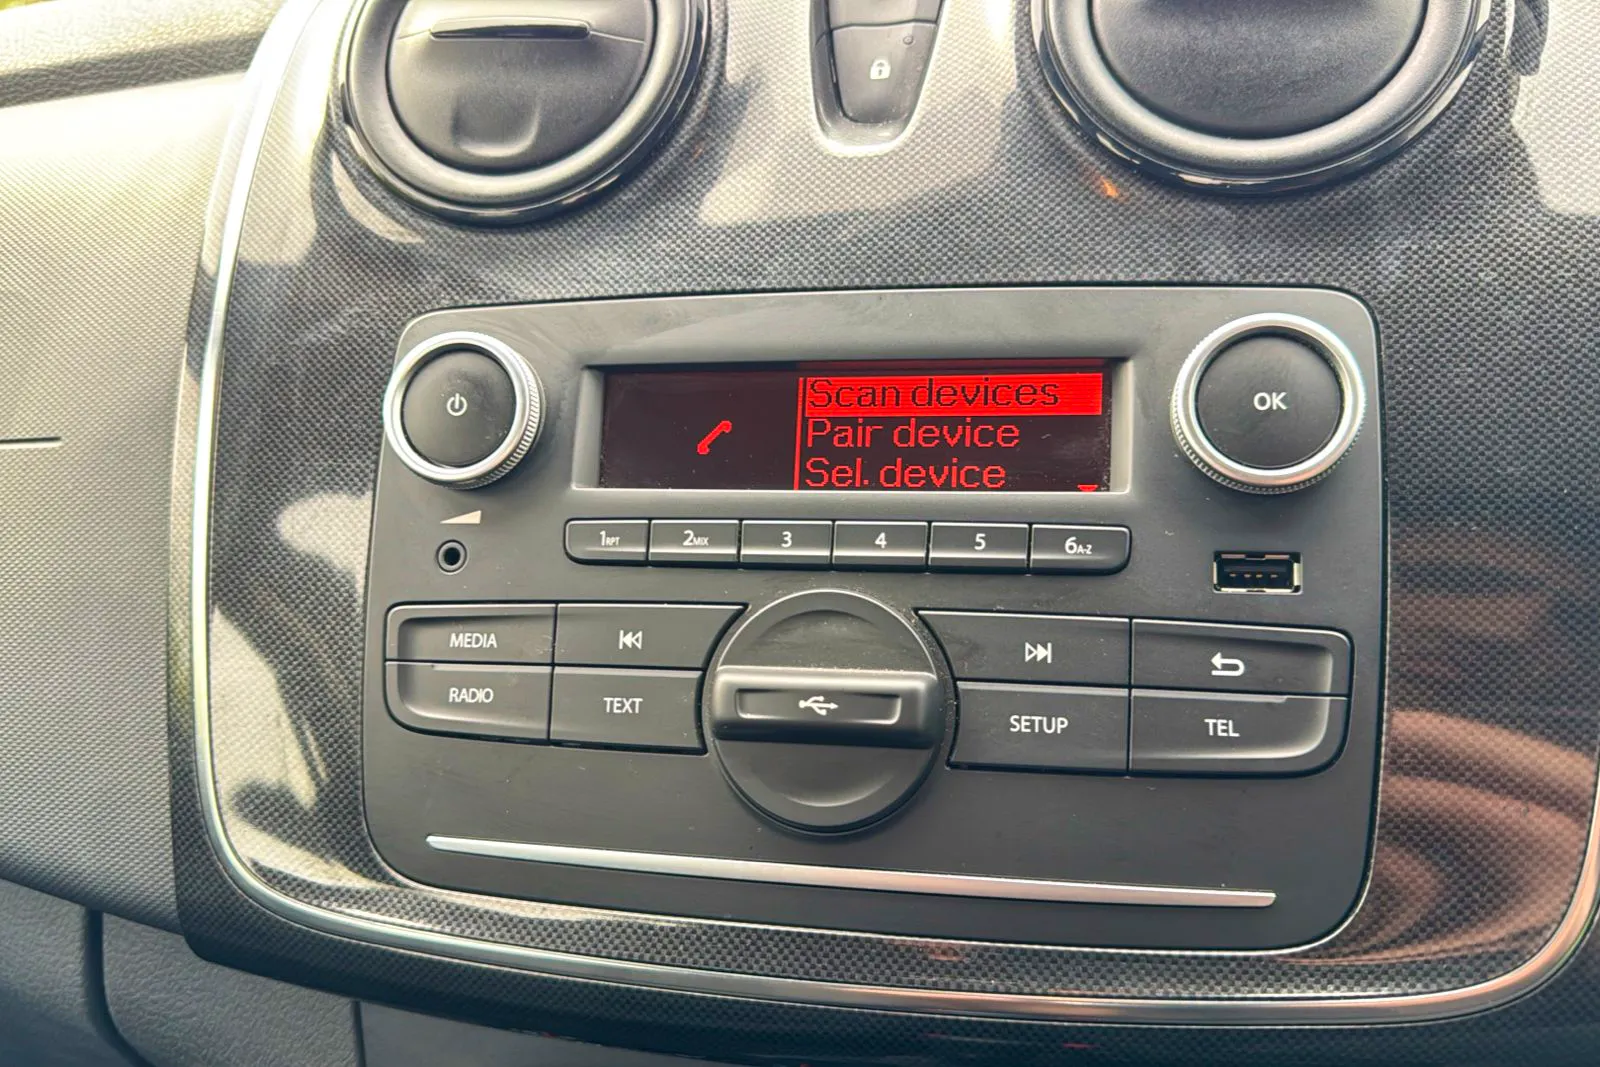 Scan devices
Pair device
Sel. device
OK
1RPT 2MIX 3 4 5 6A-Z
MEDIA
RADIO
TEXT
SETUP
TEL